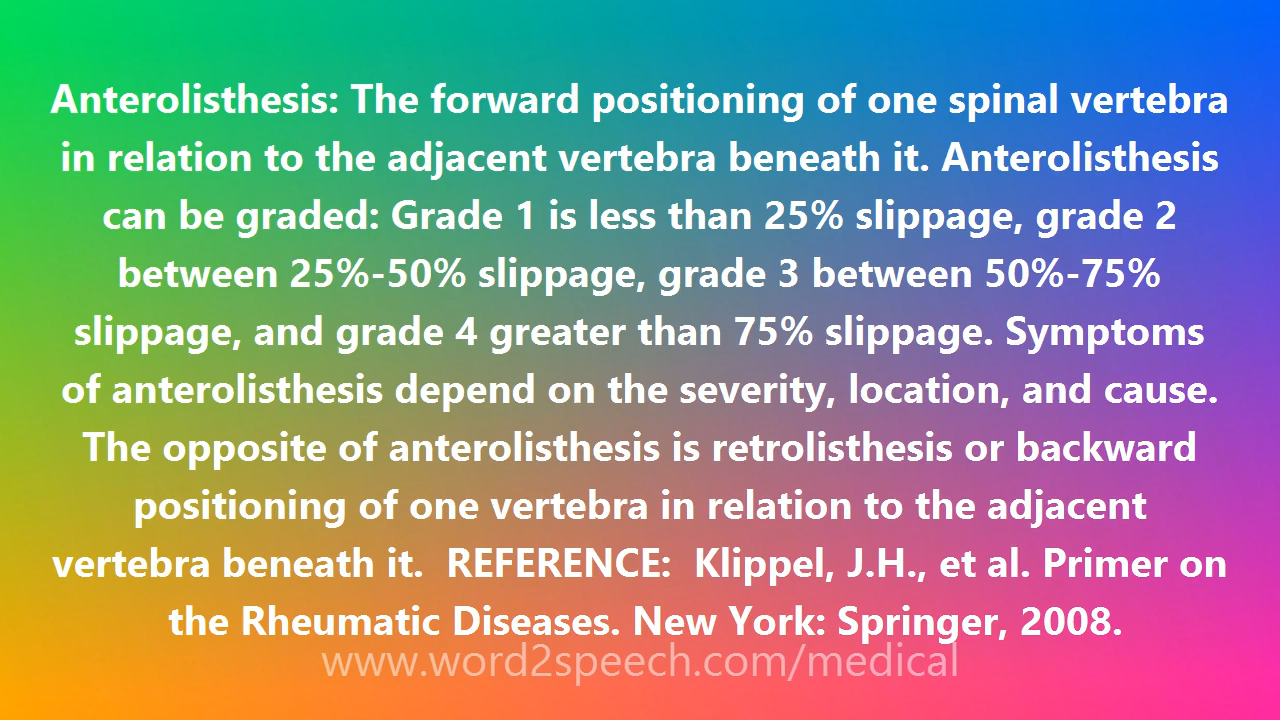 Anterolisthesis: The forward positioning of one spinal vertebra
in relation to the adjacent vertebra beneath it. Anterolisthesis
can be graded: Grade 1 is less than 25% slippage, grade 2
between 25%-50% slippage, grade 3 between 50%-75%
slippage, and grade 4 greater than 75% slippage. Symptoms
of anterolisthesis depend on the severity, location, and cause.
The opposite of anterolisthesis is retrolisthesis or backward
positioning of one vertebra in relation to the adjacent
vertebra beneath it.  REFERENCE:  Klippel, J.H., et al. Primer on
the Rheumatic Diseases. New York: Springer, 2008.
www.word2speech.com/medical